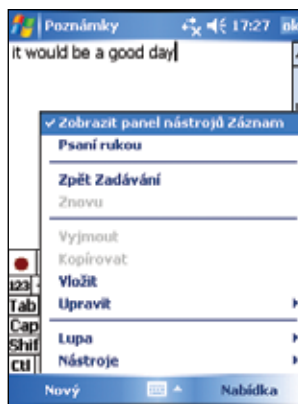 Poznámky 17:27 ok
it would be a good day
Zobrazit panel nástrojů Záznam
Psaní rukou
Zpět Zadávání
Znovu
Vyjmout
Kopírovat
Vložit
Upravit
Lupa
Nástroje
123
Tab
Cap
Shif
Ctl
Nový Nabídka